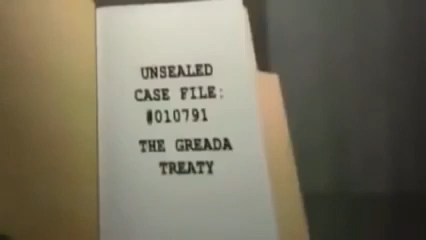 UNSEALED
CASE FILE:
#010791
THE GREADA
TREATY